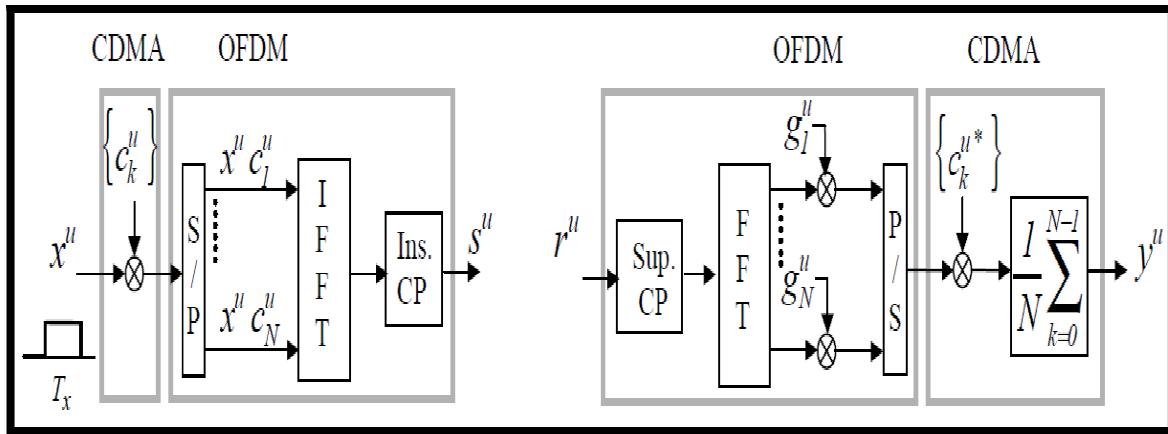 CDMA OFDM
{c_k^u}
x^u
T_x
S / P
x^u c_1^u
x^u c_N^u
I F F T
Ins. CP
s^u
OFDM CDMA
r^u
Sup. CP
F F T
g_1^u
g_N^u
P / S
{c_k^{u*}}
1/N ∑_{k=0}^{N-1}
y^u